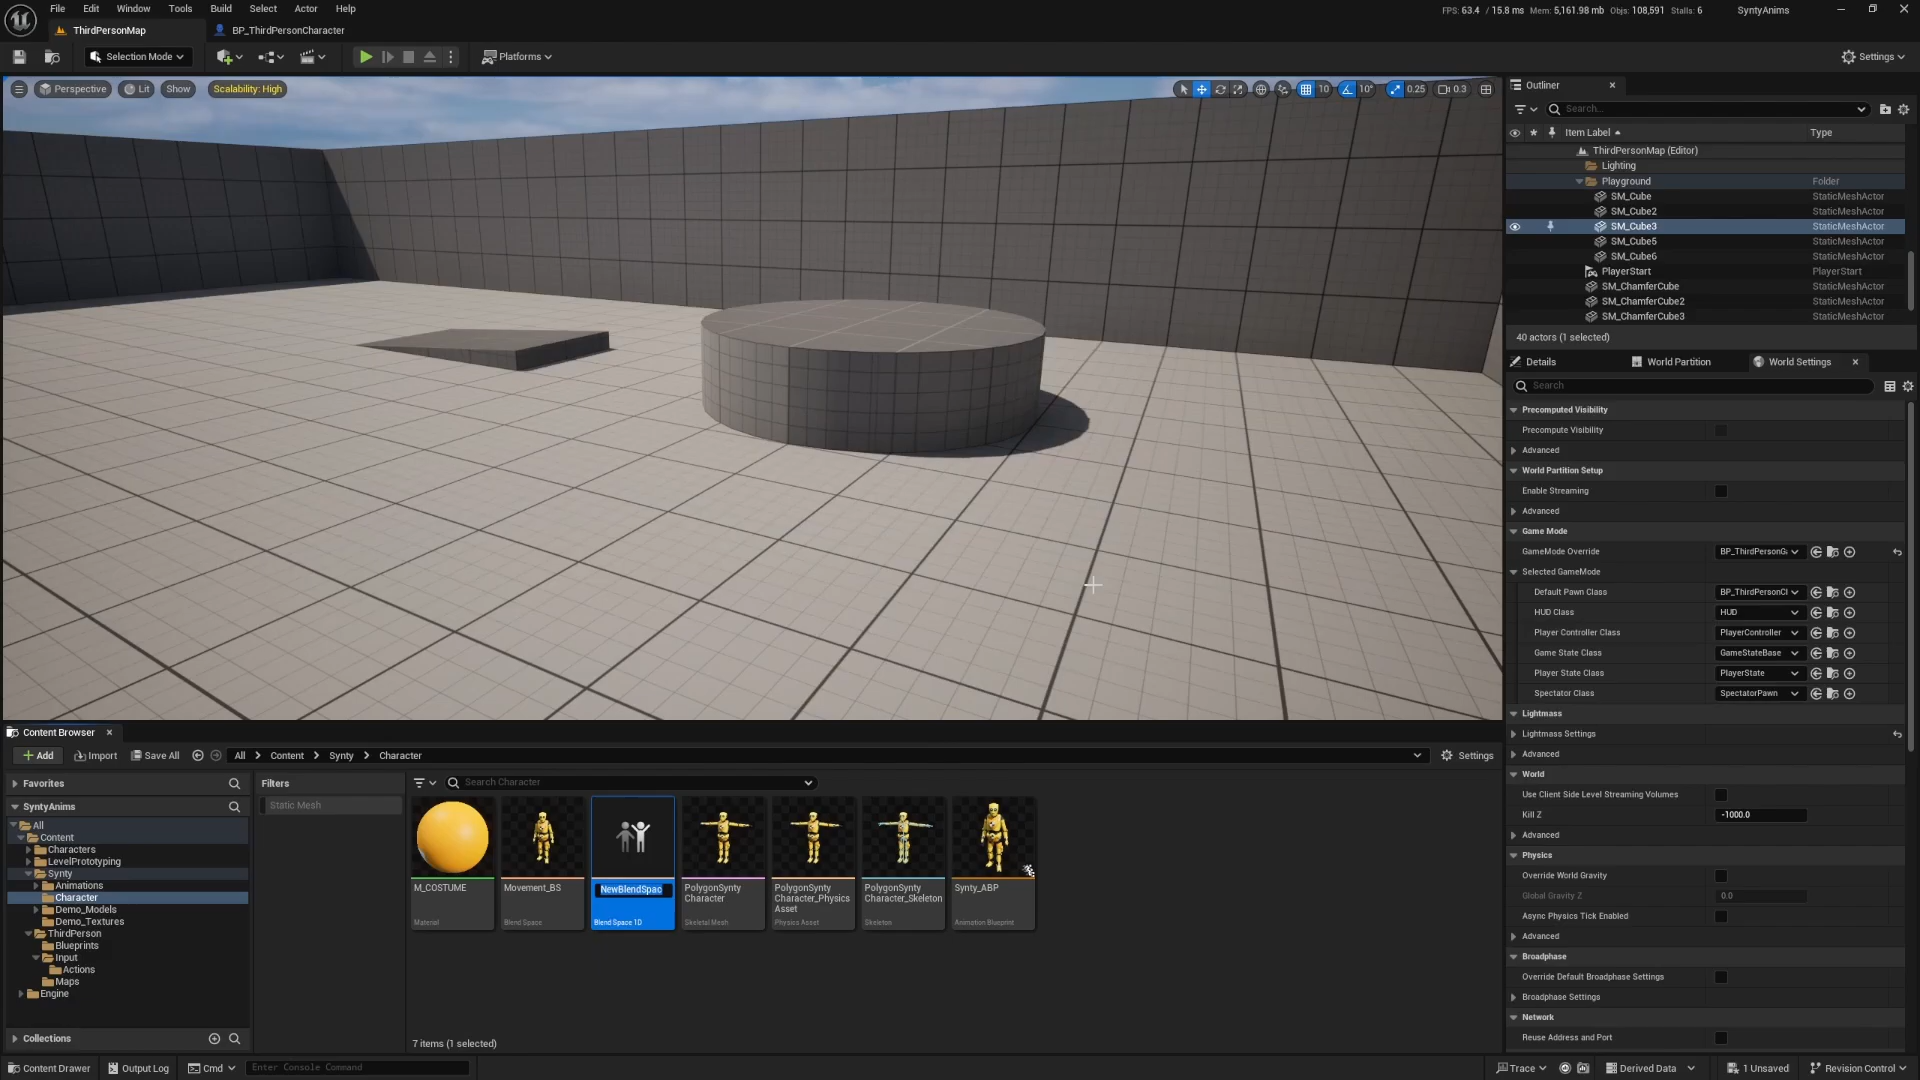 File Edit Window Tools Build Select Actor Help
FPS: 63.4 / 15.8 ms Mem: 5,161.98 mb Objs: 108,591 Stalls: 6 SyntyAnims
ThirdPersonMap
BP_ThirdPersonCharacter
Selection Mode
Platforms
Settings
Perspective
Lit
Show
Scalability: High
10
10°
0.25
0.3
Outliner
Search...
Item Label
Type
ThirdPersonMap (Editor)
Lighting
Playground Folder
SM_Cube StaticMeshActor
SM_Cube2 StaticMeshActor
SM_Cube3 StaticMeshActor
SM_Cube5 StaticMeshActor
SM_Cube6 StaticMeshActor
PlayerStart PlayerStart
SM_ChamferCube StaticMeshActor
SM_ChamferCube2 StaticMeshActor
SM_ChamferCube3 StaticMeshActor
40 actors (1 selected)
Details
World Partition
World Settings
Search
Precomputed Visibility
Precompute Visibility
Advanced
World Partition Setup
Enable Streaming
Advanced
Game Mode
GameMode Override BP_ThirdPersonG
Selected GameMode
Default Pawn Class BP_ThirdPersonCl
HUD Class HUD
Player Controller Class PlayerController
Game State Class GameStateBase
Player State Class PlayerState
Spectator Class SpectatorPawn
Lightmass
Lightmass Settings
Advanced
World
Use Client Side Level Streaming Volumes
Kill Z -1000.0
Advanced
Physics
Override World Gravity
Global Gravity Z 0.0
Async Physics Tick Enabled
Advanced
Broadphase
Override Default Broadphase Settings
Broadphase Settings
Network
Reuse Address and Port
Content Browser
Add
Import
Save All
All > Content > Synty > Character
Settings
Favorites
SyntyAnims
All
Content
Characters
LevelPrototyping
Synty
Animations
Character
Demo_Models
Demo_Textures
ThirdPerson
Blueprints
Input
Actions
Maps
Engine
Collections
Filters
Static Mesh
Search Character
M_COSTUME
Material
Movement_BS
Blend Space
NewBlendSpac
Blend Space 1D
PolygonSynty
Character
Skeletal Mesh
PolygonSynty
Character_Physics
Asset
Physics Asset
PolygonSynty
Character_Skeleton
Skeleton
Synty_ABP
Animation Blueprint
7 items (1 selected)
Content Drawer
Output Log
Cmd
Enter Console Command
Trace
Derived Data
1 Unsaved
Revision Control